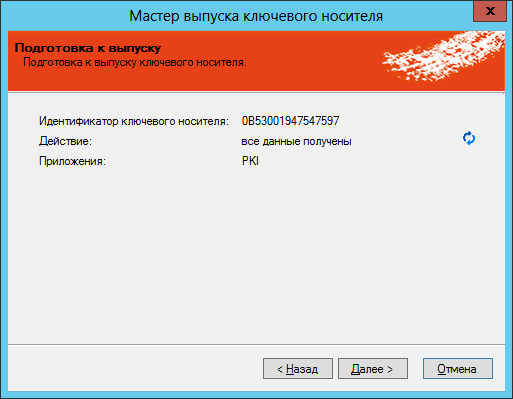 Мастер выпуска ключевого носителя
x
Подготовка к выпуску
Подготовка к выпуску ключевого носителя.
Идентификатор ключевого носителя: 0B53001947547597
Действие: все данные получены
Приложения: PKI
< Назад Далее > Отмена